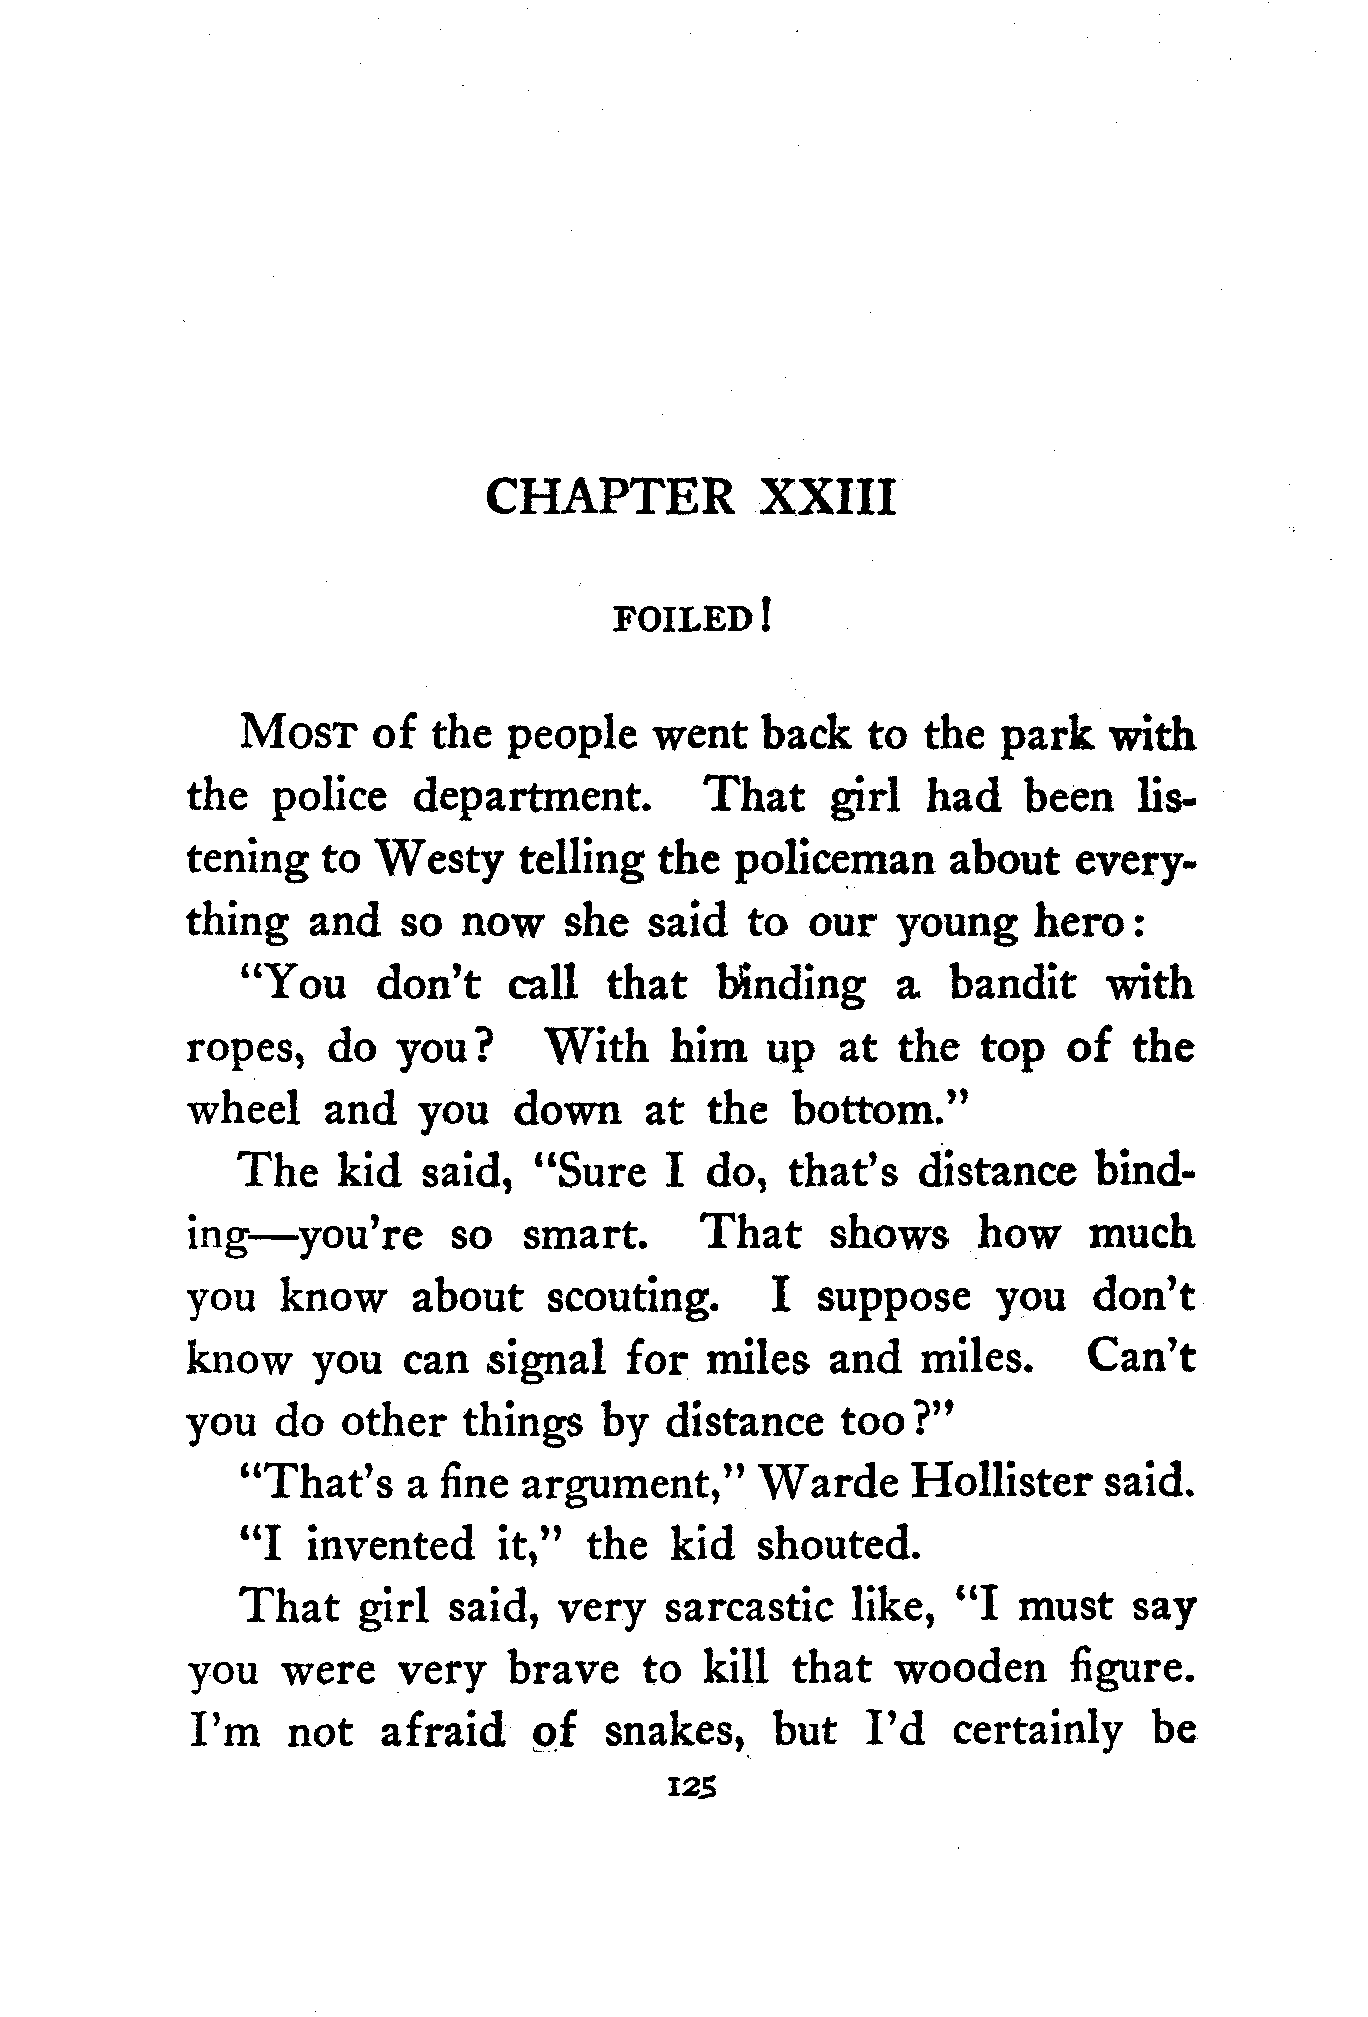 CHAPTER XXIII
FOILED!
MOST of the people went back to the park with
the police department. That girl had been lis-
tening to Westy telling the policeman about every-
thing and so now she said to our young hero:
“You don’t call that binding a bandit with
ropes, do you? With him up at the top of the
wheel and you down at the bottom.”
The kid said, “Sure I do, that’s distance bind-
ing—you’re so smart. That shows how much
you know about scouting. I suppose you don’t
know you can signal for miles and miles. Can’t
you do other things by distance too?”
“That’s a fine argument,” Warde Hollister said.
“I invented it,” the kid shouted.
That girl said, very sarcastic like, “I must say
you were very brave to kill that wooden figure.
I’m not afraid of snakes, but I’d certainly be
125